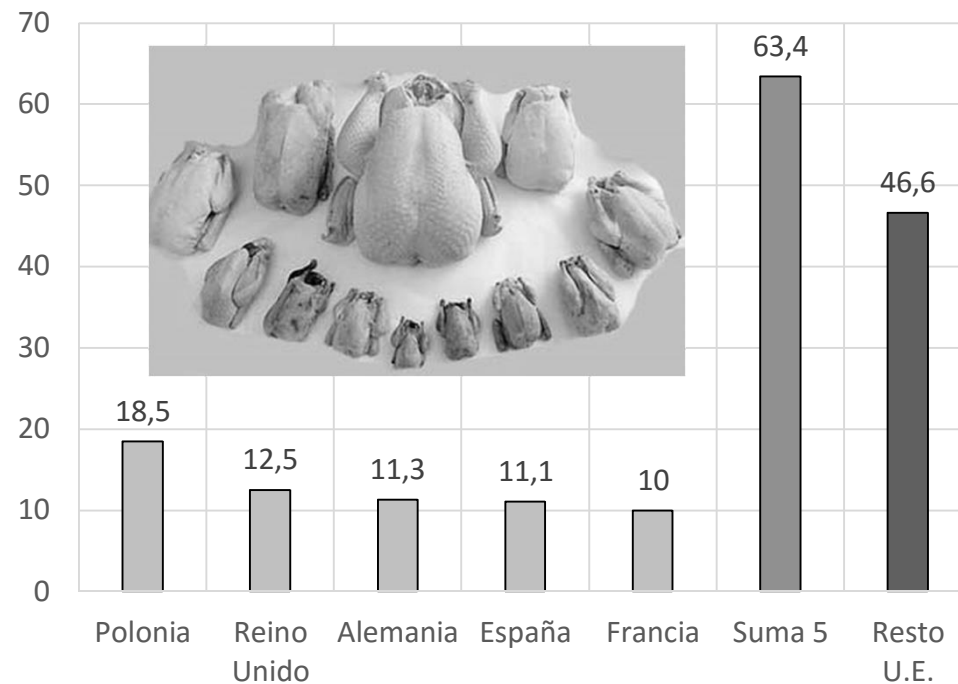 70
60
50
40
30
20
10
0
18,5
12,5
11,3
11,1
10
63,4
46,6
Polonia
Reino
Unido
Alemania
España
Francia
Suma 5
Resto
U.E.